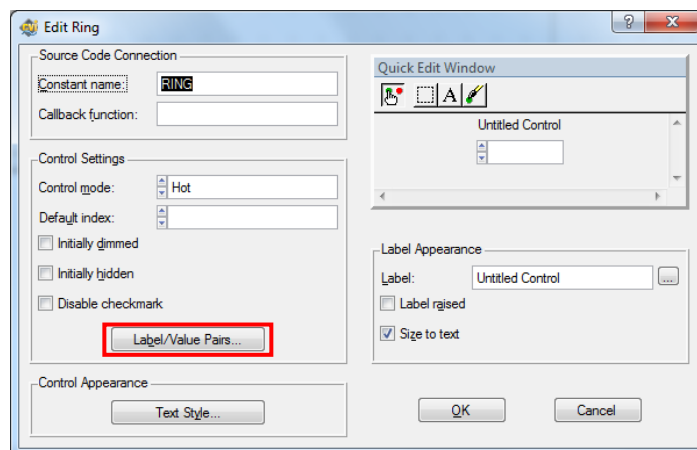 Edit Ring
Source Code Connection
Constant name:
RING
Callback function:
Control Settings
Control mode:
Hot
Default index:
Initially dimmed
Initially hidden
Disable checkmark
Label/Value Pairs...
Control Appearance
Text Style...
Quick Edit Window
A
Untitled Control
Label Appearance
Label:
Untitled Control
...
Label raised
Size to text
OK
Cancel